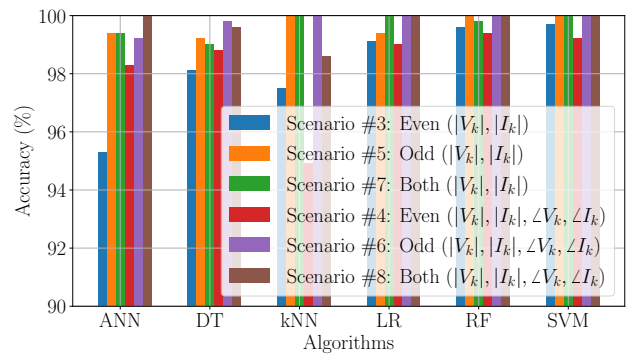 100
98
96
94
92
90
Accuracy (%)
Scenario #3: Even (|V_k|, |I_k|)
Scenario #5: Odd (|V_k|, |I_k|)
Scenario #7: Both (|V_k|, |I_k|)
Scenario #4: Even (|V_k|, |I_k|, ∠V_k, ∠I_k)
Scenario #6: Odd (|V_k|, |I_k|, ∠V_k, ∠I_k)
Scenario #8: Both (|V_k|, |I_k|, ∠V_k, ∠I_k)
ANN DT kNN LR RF SVM
Algorithms